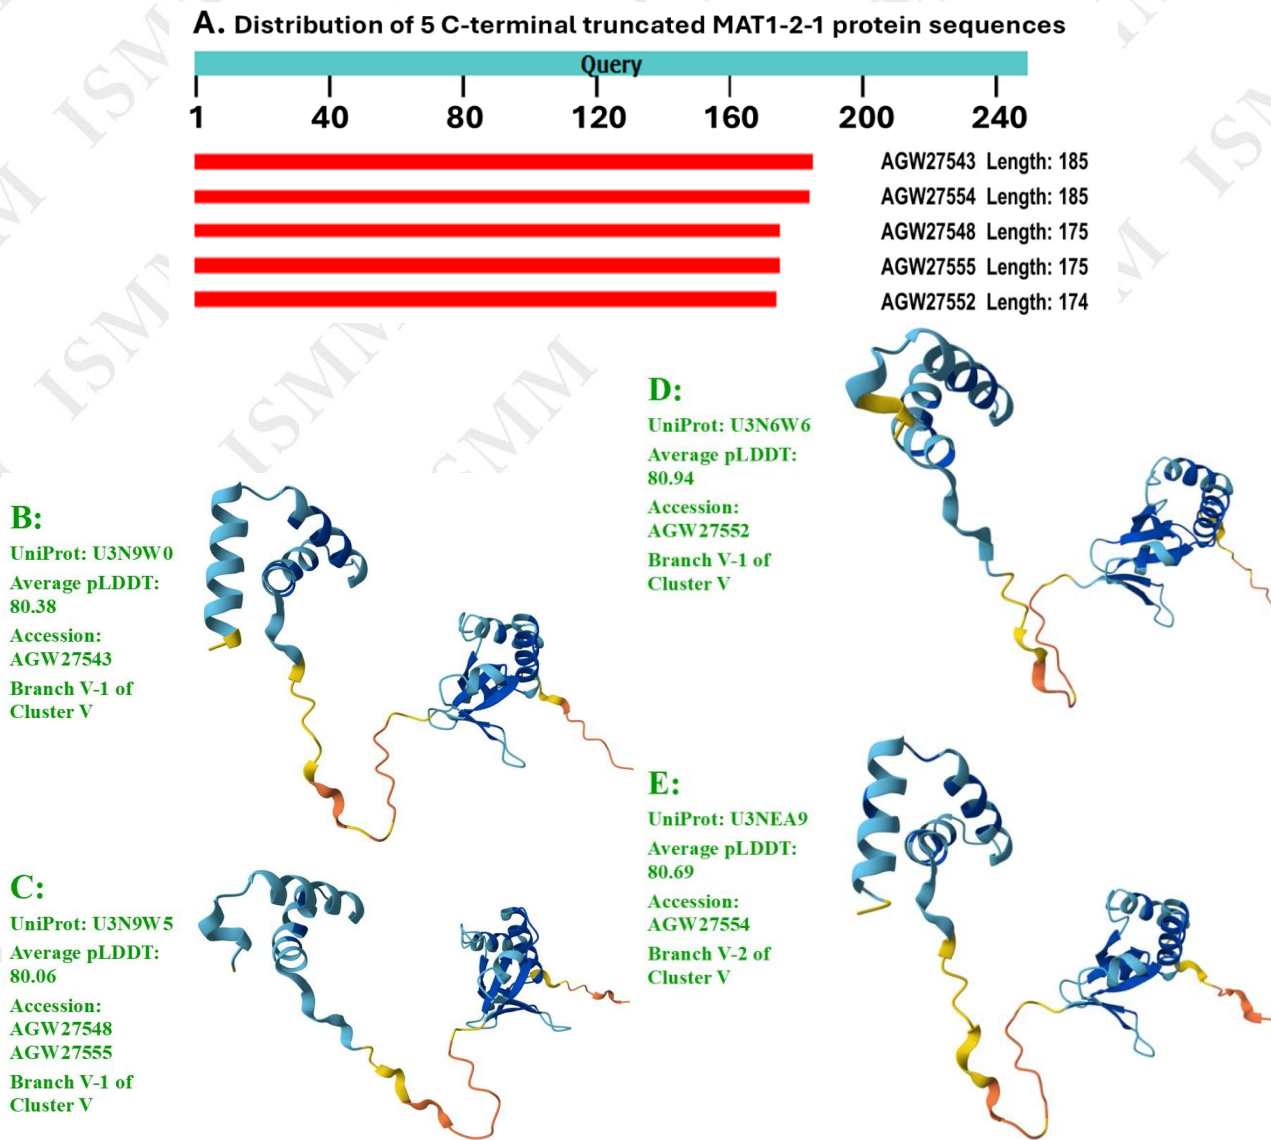 A. Distribution of 5 C-terminal truncated MAT1-2-1 protein sequences
Query
1 40 80 120 160 200 240
AGW27543 Length: 185
AGW27554 Length: 185
AGW27548 Length: 175
AGW27555 Length: 175
AGW27552 Length: 174
B:
UniProt: U3N9W0
Average pLDDT:
80.38
Accession:
AGW27543
Branch V-1 of
Cluster V
C:
UniProt: U3N9W5
Average pLDDT:
80.06
Accession:
AGW27548
AGW27555
Branch V-1 of
Cluster V
D:
UniProt: U3N6W6
Average pLDDT:
80.94
Accession:
AGW27552
Branch V-1 of
Cluster V
E:
UniProt: U3NEA9
Average pLDDT:
80.69
Accession:
AGW27554
Branch V-2 of
Cluster V
ISMM
ISMM
ISMM
ISMM